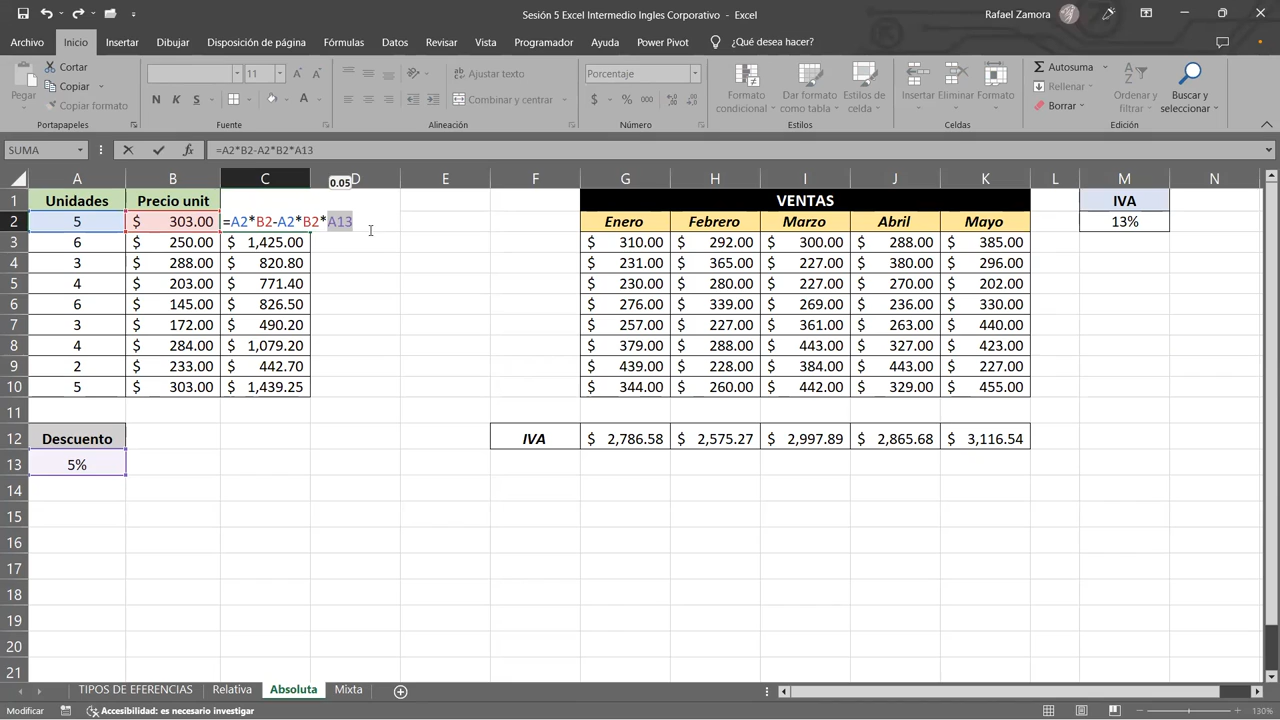 Sesión 5 Excel Intermedio Ingles Corporativo - Excel
Rafael Zamora
Archivo Inicio Insertar Dibujar Disposición de página Fórmulas Datos Revisar Vista Programador Ayuda Power Pivot ¿Qué desea hacer?
Pegar
Cortar
Copiar
Copiar formato
Portapapeles
11
N K S
Fuente
Ajustar texto
Combinar y centrar
Alineación
Porcentaje
$ % 000
Número
Formato condicional
Dar formato como tabla
Estilos de celda
Estilos
Insertar Eliminar Formato
Celdas
Autosuma
Rellenar
Borrar
Ordenar y filtrar
Buscar y seleccionar
Edición
SUMA fx =A2*B2-A2*B2*A13
0.05
A B C D E F G H I J K L M N
1 Unidades Precio unit VENTAS IVA
2 5 $ 303.00 =A2*B2-A2*B2*A13 Enero Febrero Marzo Abril Mayo 13%
3 6 $ 250.00 $ 1,425.00 $ 310.00 $ 292.00 $ 300.00 $ 288.00 $ 385.00
4 3 $ 288.00 $ 820.80 $ 231.00 $ 365.00 $ 227.00 $ 380.00 $ 296.00
5 4 $ 203.00 $ 771.40 $ 230.00 $ 280.00 $ 227.00 $ 270.00 $ 202.00
6 6 $ 145.00 $ 826.50 $ 276.00 $ 339.00 $ 269.00 $ 236.00 $ 330.00
7 3 $ 172.00 $ 490.20 $ 257.00 $ 227.00 $ 361.00 $ 263.00 $ 440.00
8 4 $ 284.00 $ 1,079.20 $ 379.00 $ 288.00 $ 443.00 $ 327.00 $ 423.00
9 2 $ 233.00 $ 442.70 $ 439.00 $ 228.00 $ 384.00 $ 443.00 $ 227.00
10 5 $ 303.00 $ 1,439.25 $ 344.00 $ 260.00 $ 442.00 $ 329.00 $ 455.00
11
12 Descuento IVA $ 2,786.58 $ 2,575.27 $ 2,997.89 $ 2,865.68 $ 3,116.54
13 5%
14
15
16
17
18
19
20
21
TIPOS DE EFERENCIAS Relativa Absoluta Mixta
Modificar Accesibilidad: es necesario investigar 130%